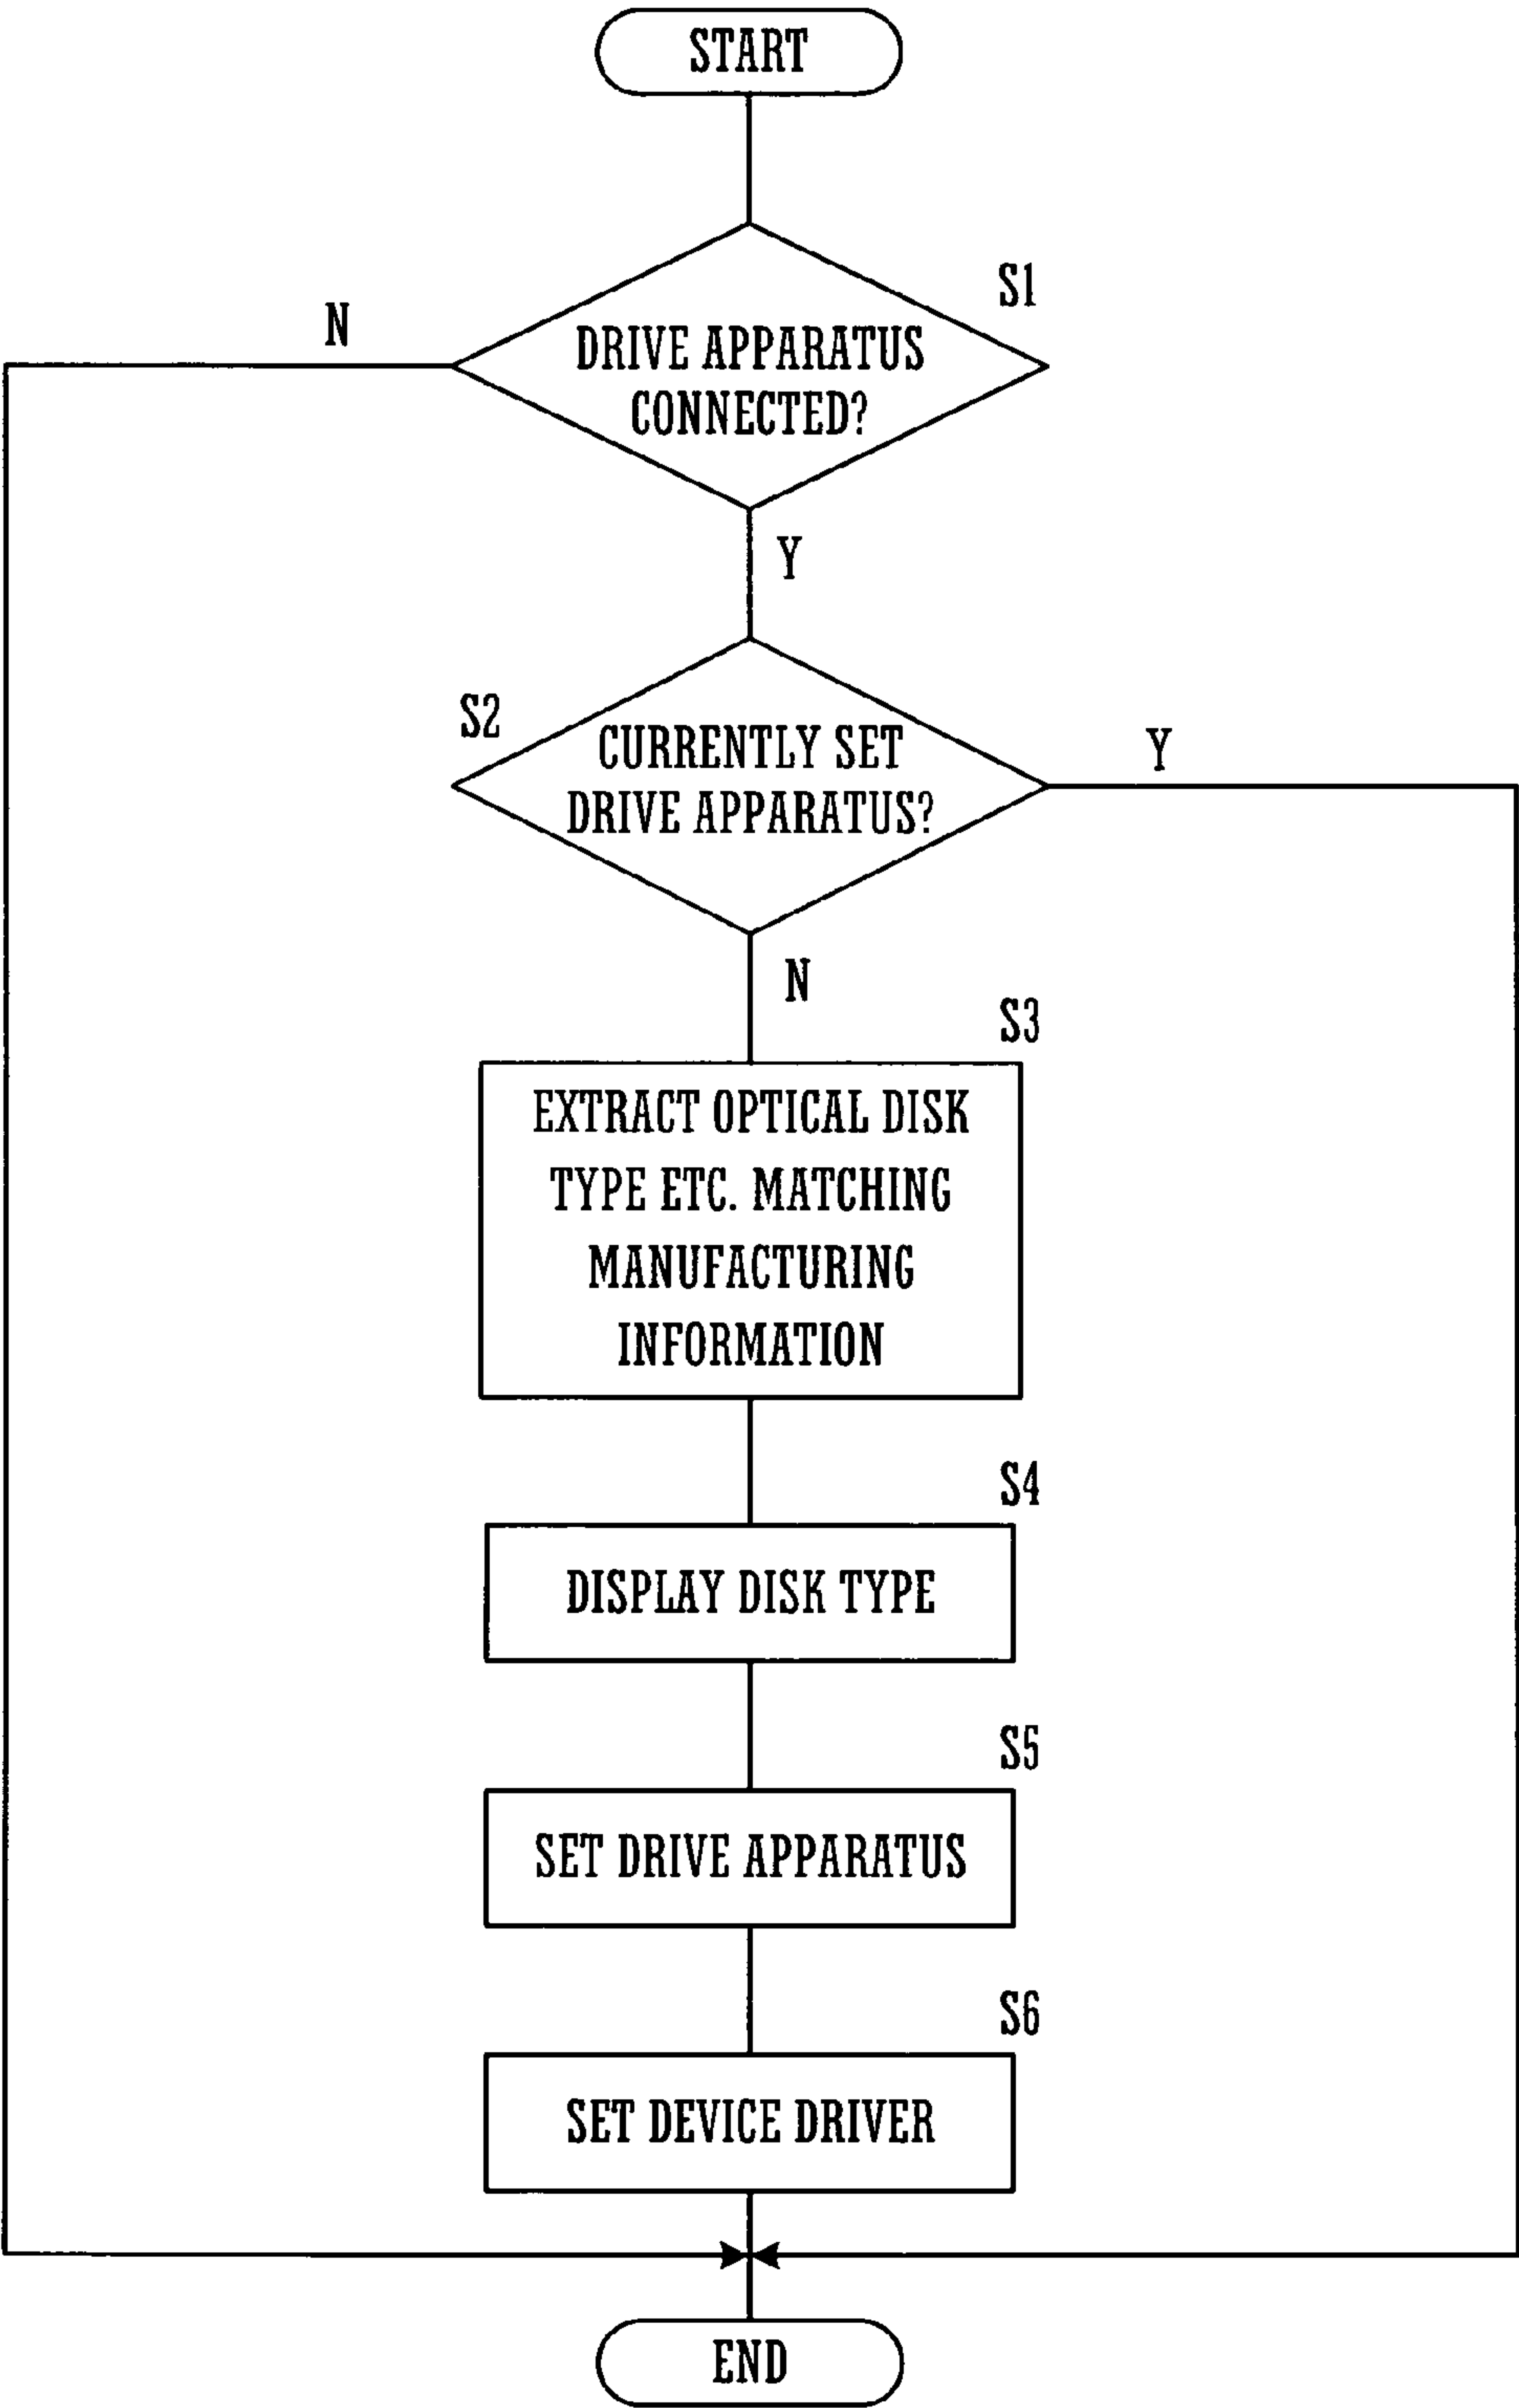 START
S1
N
DRIVE APPARATUS
CONNECTED?
Y
S2
CURRENTLY SET
DRIVE APPARATUS?
Y
N
S3
EXTRACT OPTICAL DISK
TYPE ETC. MATCHING
MANUFACTURING
INFORMATION
S4
DISPLAY DISK TYPE
S5
SET DRIVE APPARATUS
S6
SET DEVICE DRIVER
END